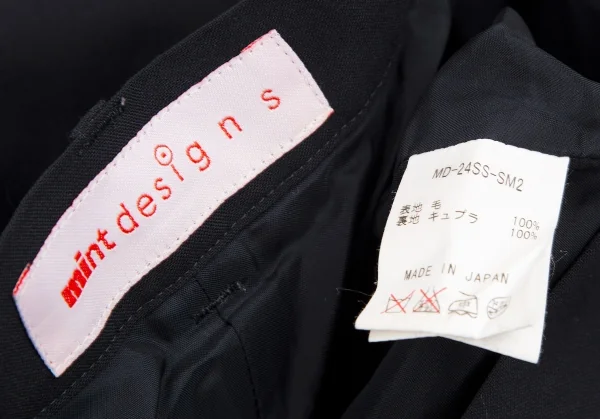 mint designs
MD-24SS-SM2
表地 毛 100%
裏地 キュプラ 100%
MADE IN JAPAN